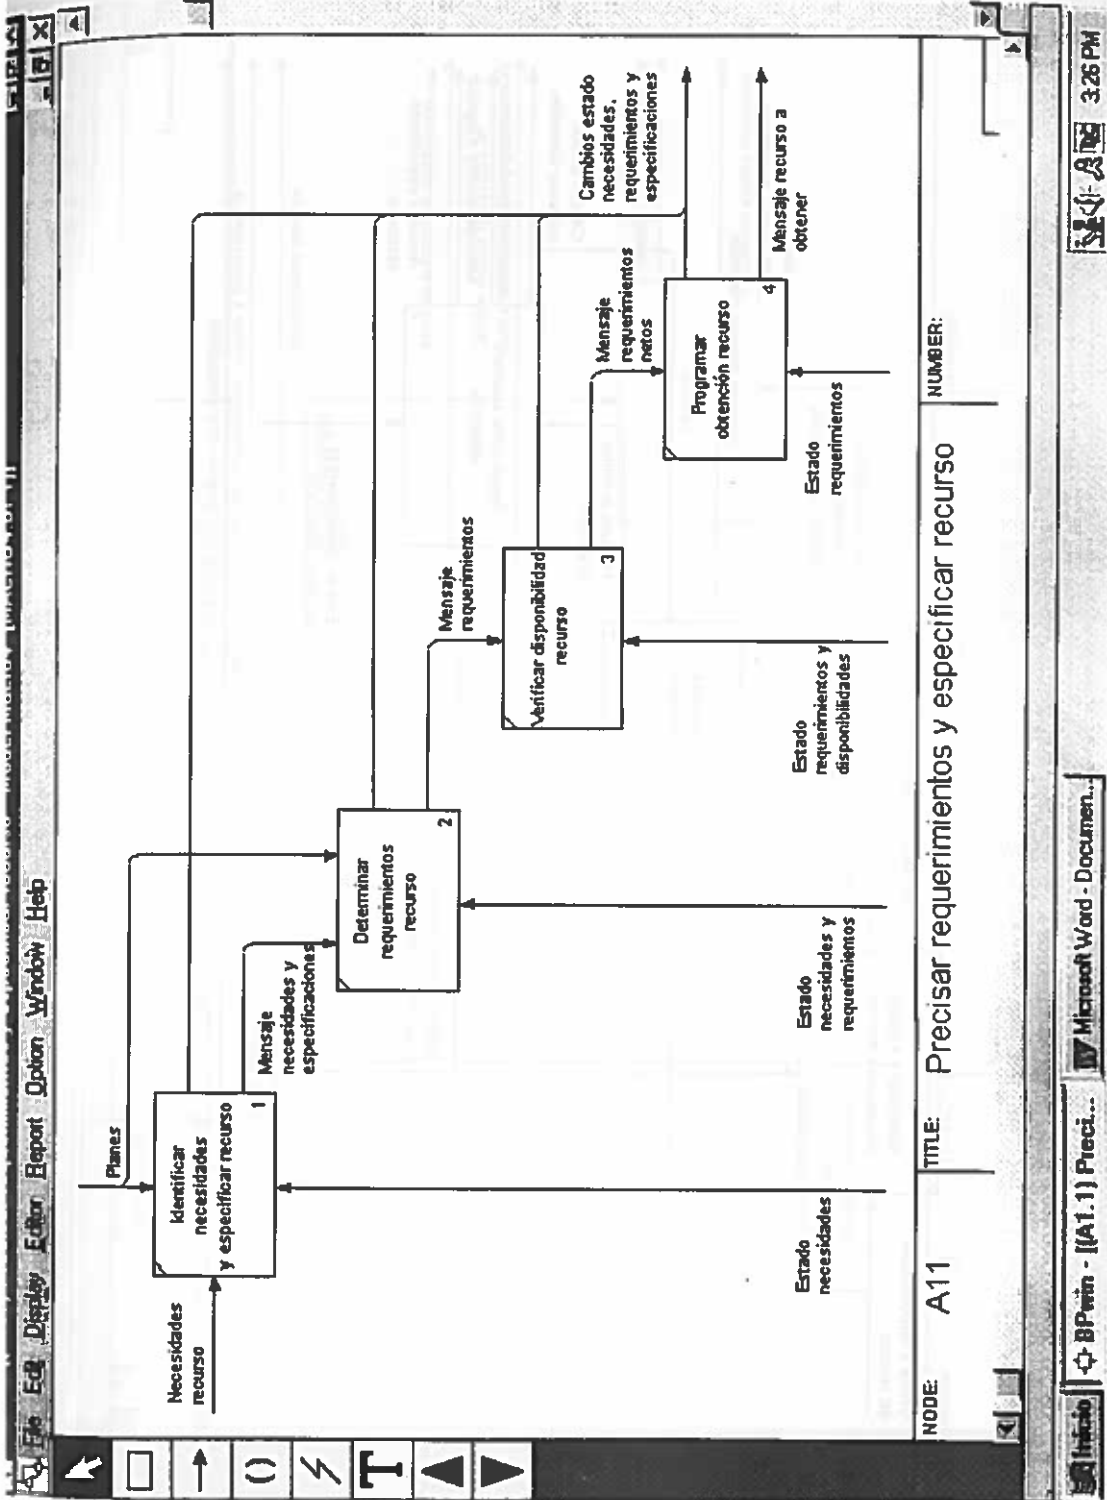 File Edit Display Editor Report Option Window Help
Planes
Necesidades
recurso
Identificar
necesidades
y especificar recurso
1
Mensaje
necesidades y
especificaciones
Determinar
requerimientos
recurso
2
Mensaje
requerimientos
Verificar disponibilidad
recurso
3
Mensaje
requerimientos
netos
Programar
obtención recurso
4
Cambios estado
necesidades,
requerimientos y
especificaciones
Mensaje recurso a
obtener
Estado
necesidades
Estado
necesidades y
requerimientos
Estado
requerimientos y
disponibilidades
Estado
requerimientos
NODE: A11
TITLE: Precisar requerimientos y especificar recurso
NUMBER:
Inicio
BPwin - [(A1.1) Preci...
Microsoft Word - Documen...
3:26 PM